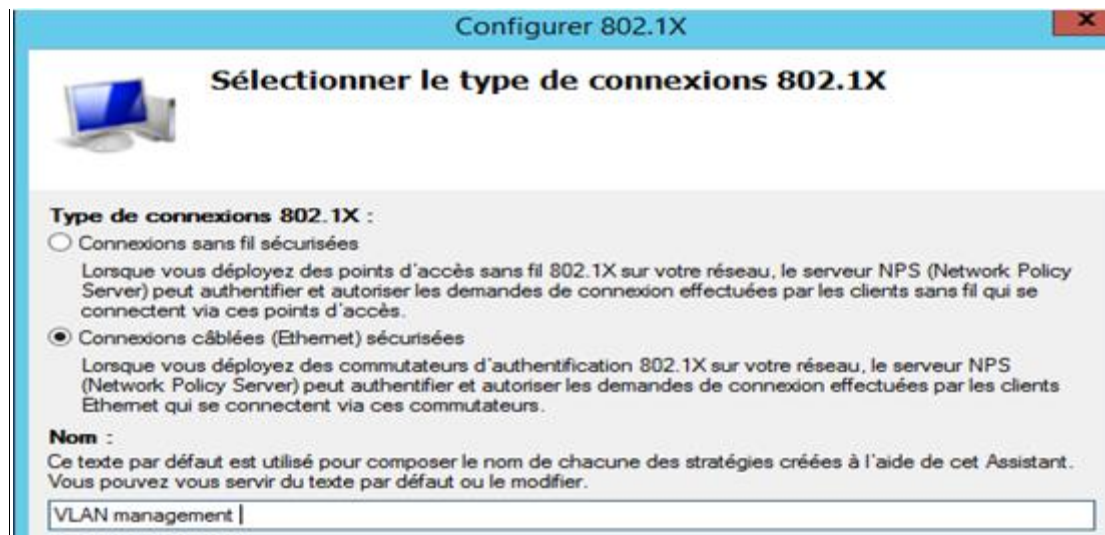 Configurer 802.1X
Sélectionner le type de connexions 802.1X
Type de connexions 802.1X :
Connexions sans fil sécurisées
Lorsque vous déployez des points d'accès sans fil 802.1X sur votre réseau, le serveur NPS (Network Policy
Server) peut authentifier et autoriser les demandes de connexion effectuées par les clients sans fil qui se
connectent via ces points d'accès.
Connexions câblées (Ethernet) sécurisées
Lorsque vous déployez des commutateurs d'authentification 802.1X sur votre réseau, le serveur NPS
(Network Policy Server) peut authentifier et autoriser les demandes de connexion effectuées par les clients
Ethernet qui se connectent via ces commutateurs.
Nom :
Ce texte par défaut est utilisé pour composer le nom de chacune des stratégies créées à l'aide de cet Assistant.
Vous pouvez vous servir du texte par défaut ou le modifier.
VLAN management